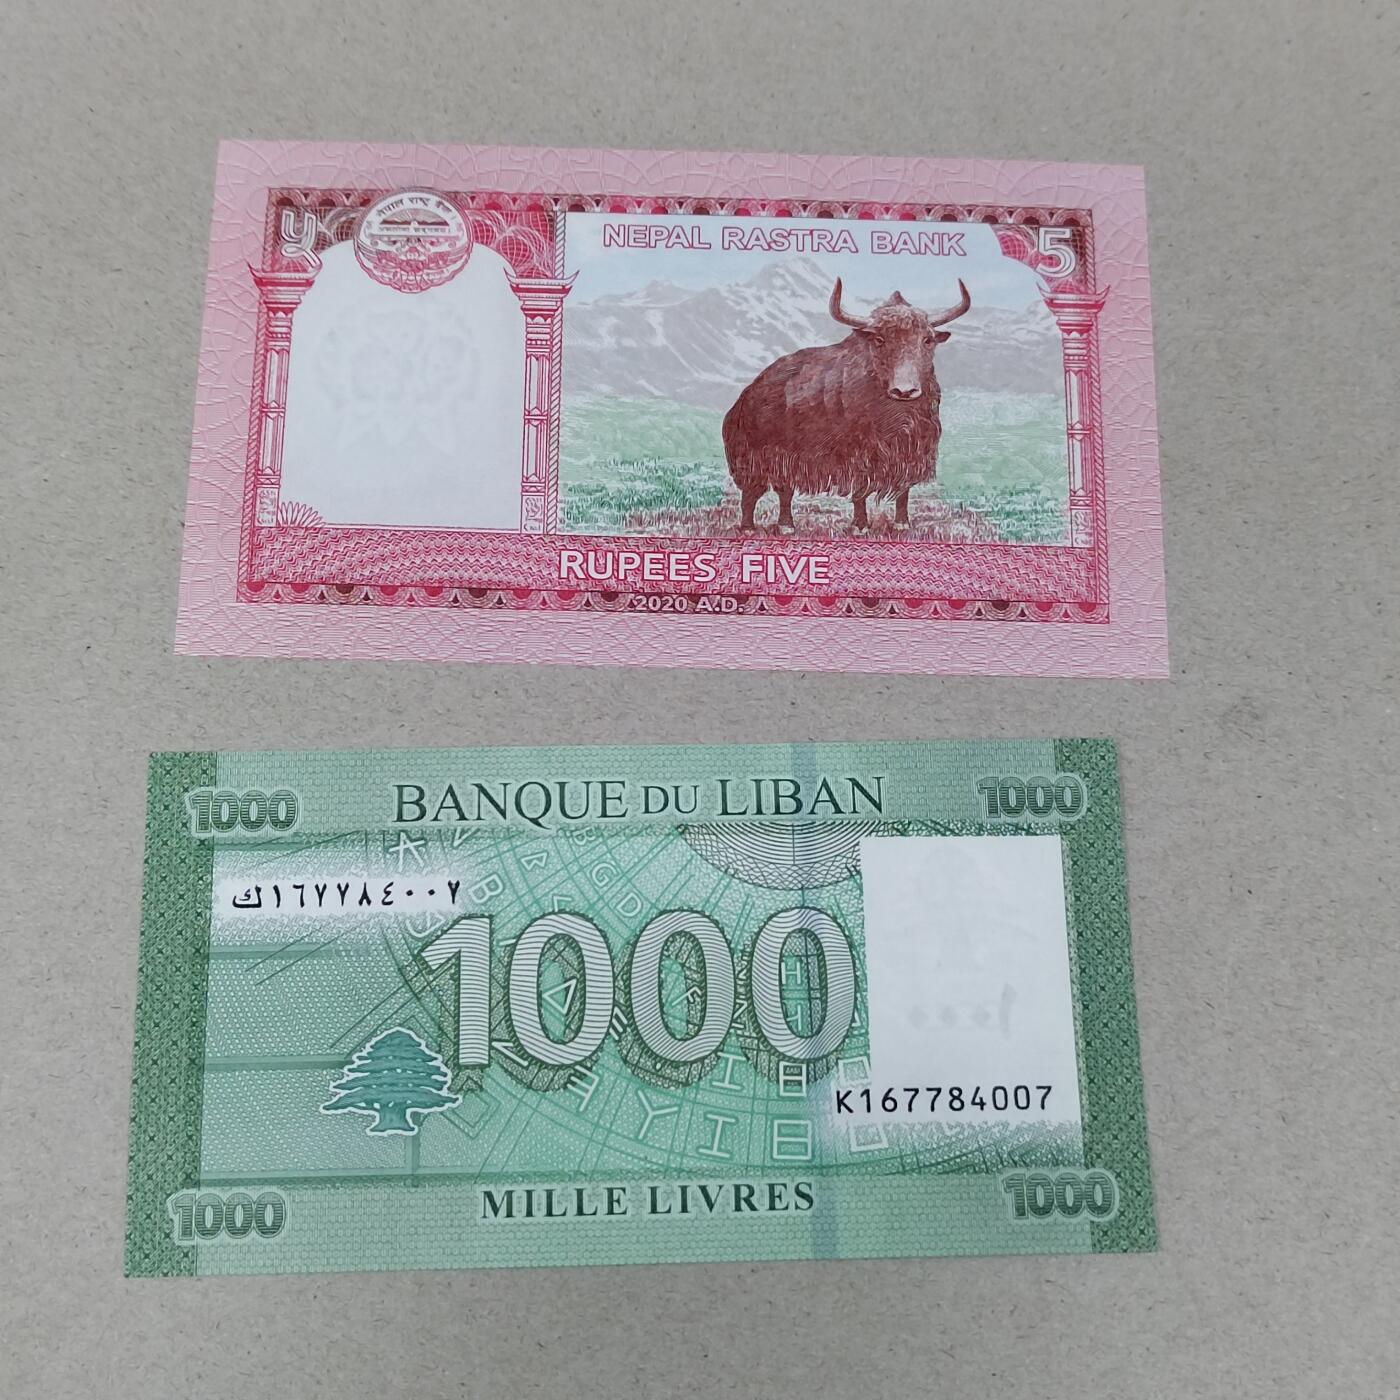 ५
नेपाल राष्ट्र बैंक
NEPAL RASTRA BANK
5
RUPEES FIVE
2020 A.D.
1000
BANQUE DU LIBAN
1000
ك١٦٧٧٨٤٠٠٧
1000
K167784007
1000
MILLE LIVRES
1000